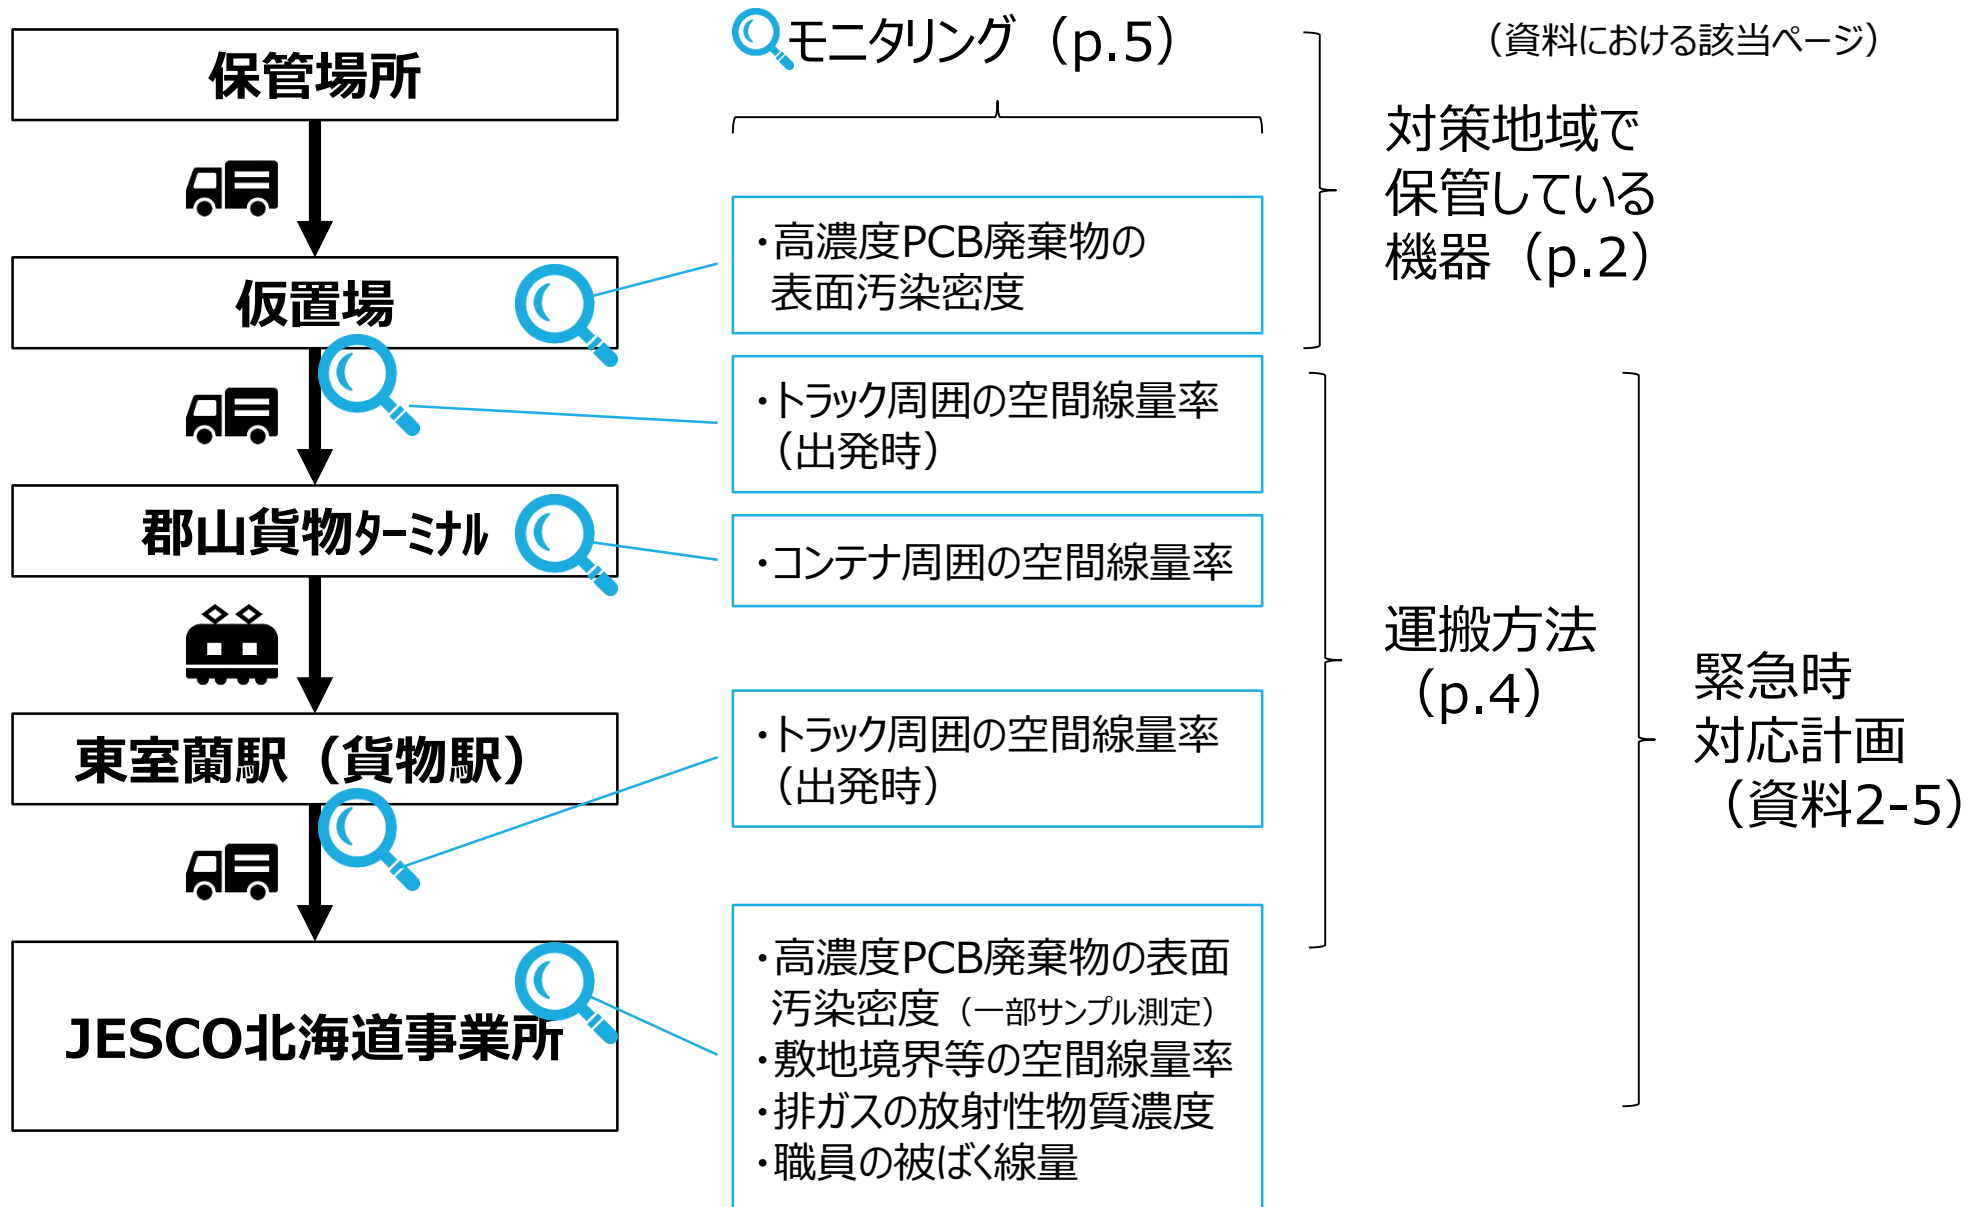 保管場所
仮置場
郡山貨物ターミナル
東室蘭駅（貨物駅）
JESCO北海道事業所
モニタリング（p.5）
・高濃度PCB廃棄物の
表面汚染密度
・トラック周囲の空間線量率
（出発時）
・コンテナ周囲の空間線量率
・トラック周囲の空間線量率
（出発時）
・高濃度PCB廃棄物の表面
汚染密度（一部サンプル測定）
・敷地境界等の空間線量率
・排ガスの放射性物質濃度
・職員の被ばく線量
（資料における該当ページ）
対策地域で
保管している
機器（p.2）
運搬方法
（p.4）
緊急時
対応計画
（資料2-5）